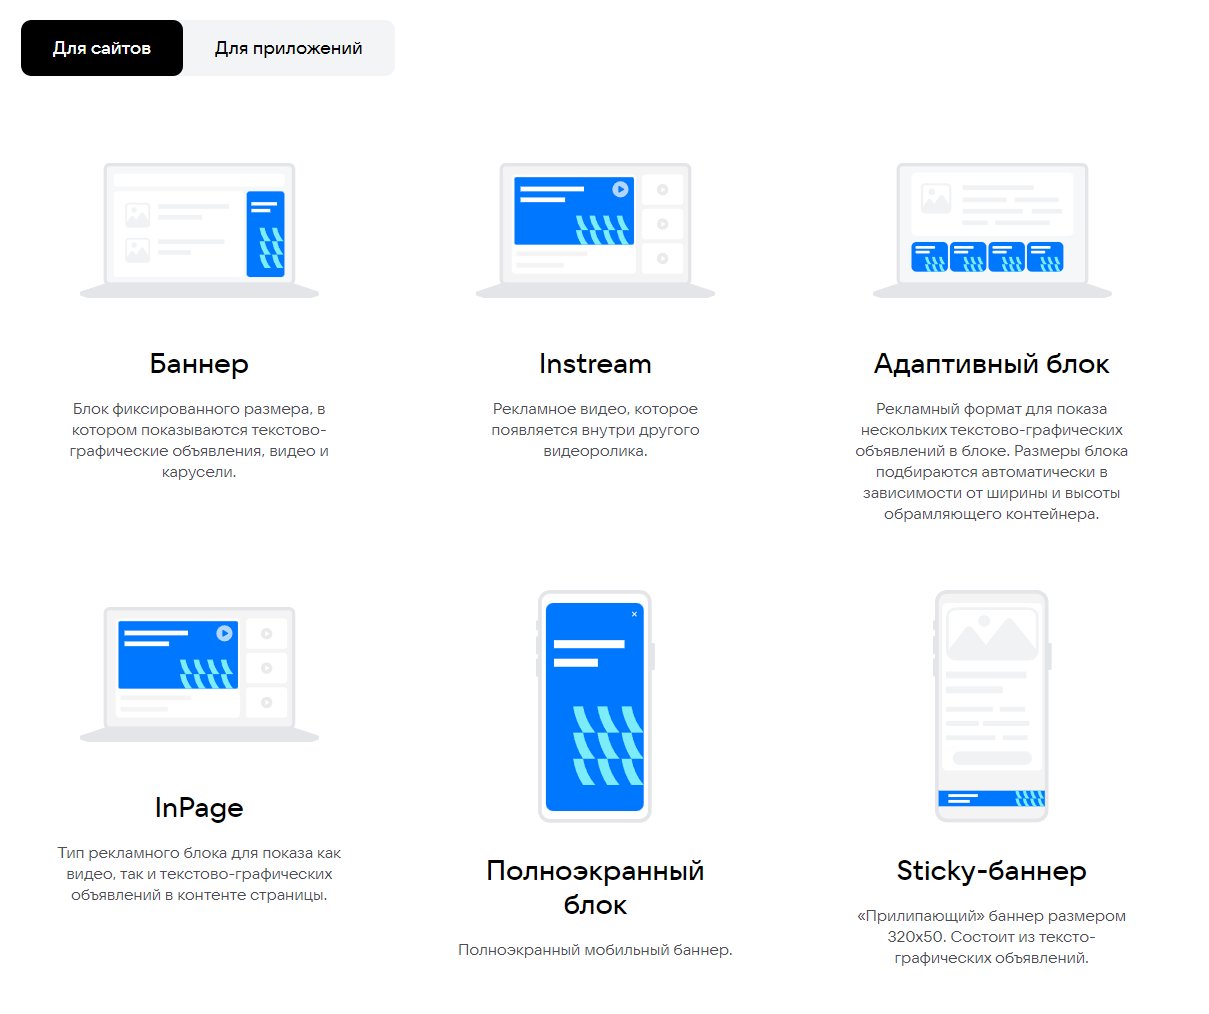 Для сайтов
Для приложений
Баннер
Блок фиксированного размера, в
котором показываются текстово-
графические объявления, видео и
карусели.
Instream
Рекламное видео, которое
появляется внутри другого
видеоролика.
Адаптивный блок
Рекламный формат для показа
нескольких текстово-графических
объявлений в блоке. Размеры блока
подбираются автоматически в
зависимости от ширины и высоты
обрамляющего контейнера.
InPage
Тип рекламного блока для показа как
видео, так и текстово-графических
объявлений в контенте страницы.
Полноэкранный
блок
Полноэкранный мобильный баннер.
Sticky-баннер
«Прилипающий» баннер размером
320x50. Состоит из тексто-
графических объявлений.